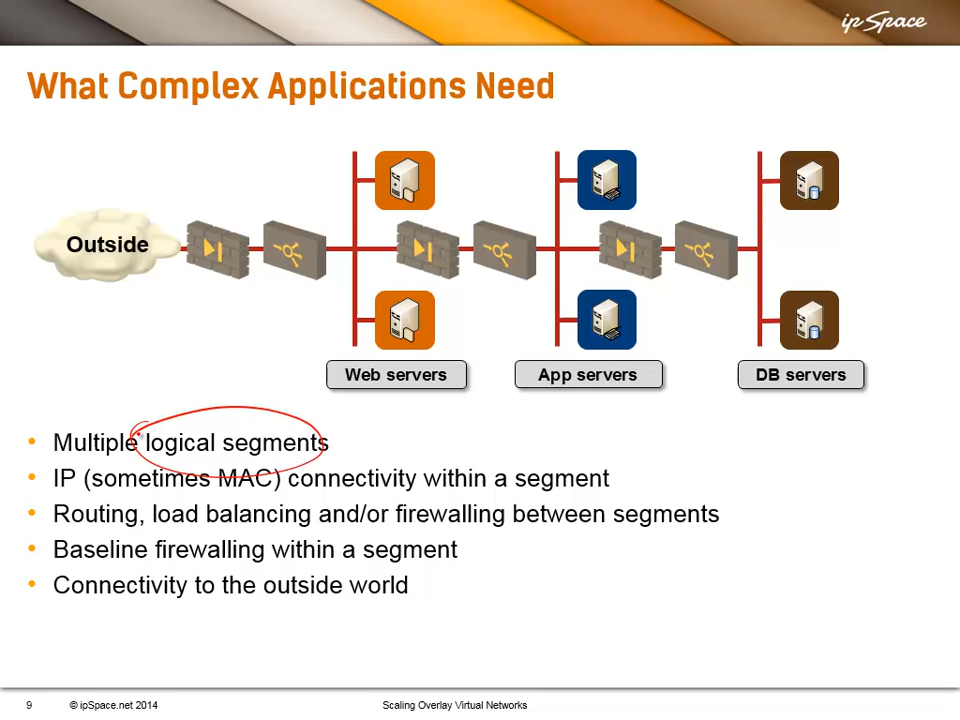 ipSpace
What Complex Applications Need
Outside
Web servers
App servers
DB servers
• Multiple logical segments
• IP (sometimes MAC) connectivity within a segment
• Routing, load balancing and/or firewalling between segments
• Baseline firewalling within a segment
• Connectivity to the outside world
9 © ipSpace.net 2014 Scaling Overlay Virtual Networks